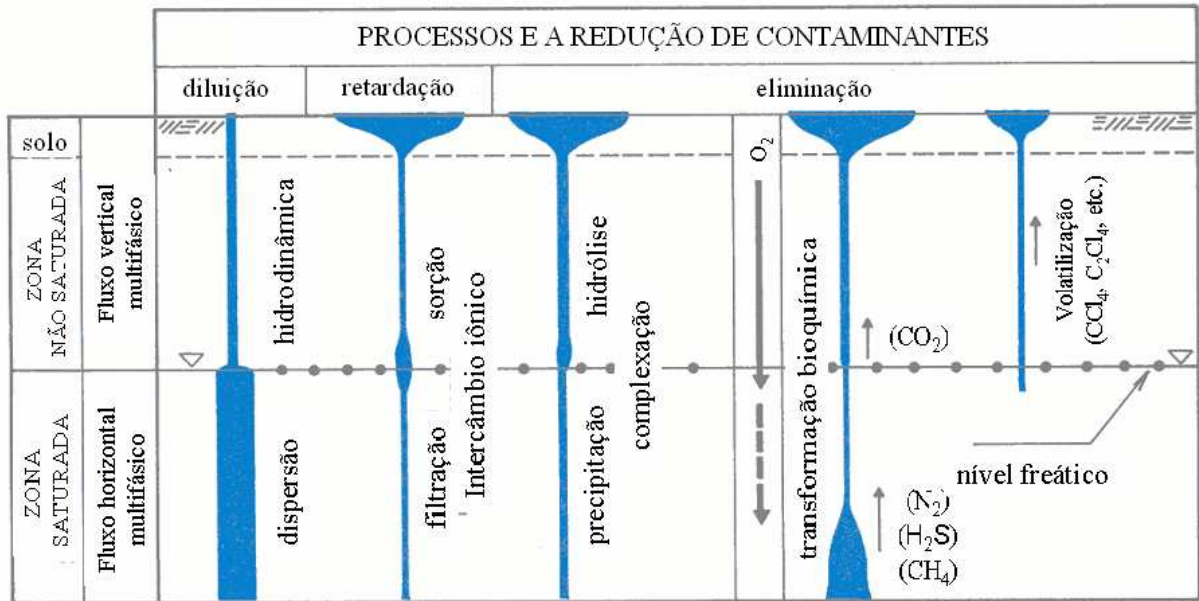 PROCESSOS E A REDUÇÃO DE CONTAMINANTES
diluição
retardação
eliminação
solo
ZONA
NÃO SATURADA
Fluxo vertical
multifásico
hidrodinâmica
sorção
Intercâmbio iônico
hidrólise
complexação
O2
transformação bioquímica
(CO2)
Volatilização
(CCl4, C2Cl4, etc.)
ZONA
SATURADA
Fluxo horizontal
multifásico
dispersão
filtração
precipitação
nível freático
(N2)
(H2S)
(CH4)